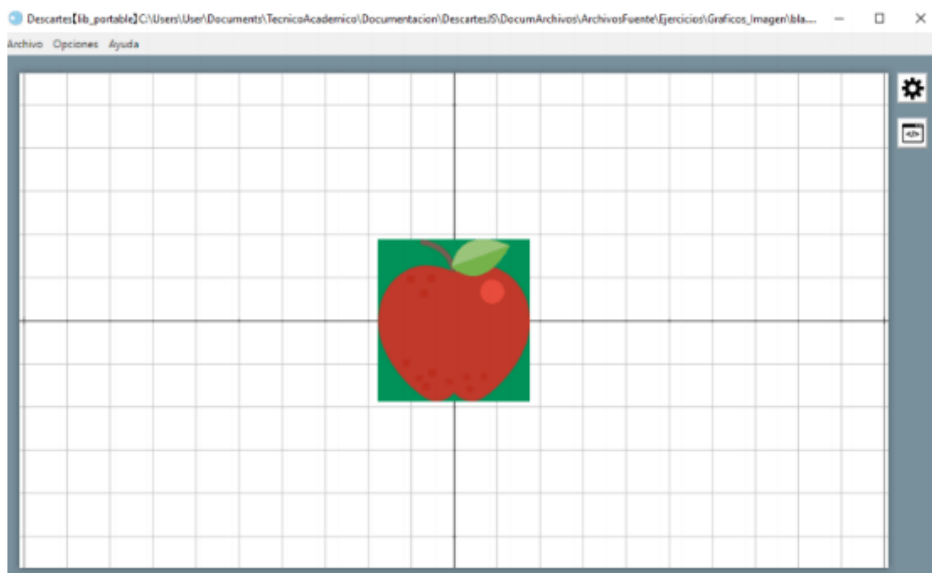 Descartes【lib_portable】C:\Users\User\Documents\TecnicoAcademico\Documentacion\DescartesJS\DocumArchivos\ArchivosFuente\Ejercicios\Graficos_Imagen\bla....
Archivo Opciones Ayuda